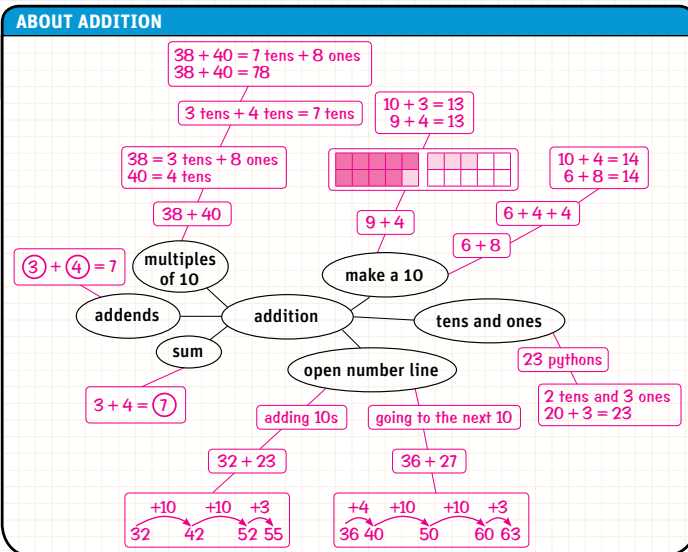 ABOUT ADDITION
38 + 40 = 7 tens + 8 ones
38 + 40 = 78
3 tens + 4 tens = 7 tens
38 = 3 tens + 8 ones
40 = 4 tens
38 + 40
multiples
of 10
10 + 3 = 13
9 + 4 = 13
9 + 4
make a 10
10 + 4 = 14
6 + 8 = 14
6 + 4 + 4
6 + 8
3 + 4 = 7
addends
addition
tens and ones
sum
3 + 4 = 7
open number line
23 pythons
2 tens and 3 ones
20 + 3 = 23
adding 10s
going to the next 10
32 + 23
36 + 27
+10 +10 +3
32 42 52 55
+4 +10 +10 +3
36 40 50 60 63